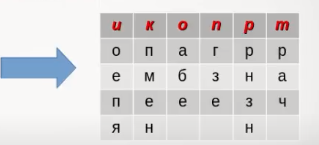 и к о п р т
о п а г р р
е м б з н а
п е е е з ч
я н н